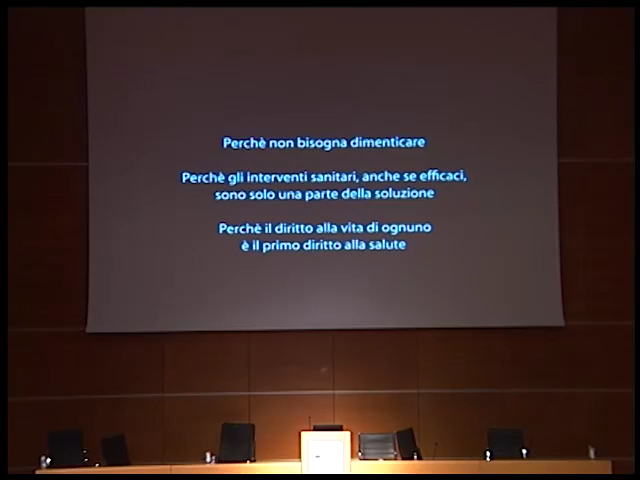 Perchè non bisogna dimenticare
Perchè gli interventi sanitari, anche se efficaci,
sono solo una parte della soluzione
Perchè il diritto alla vita di ognuno
è il primo diritto alla salute